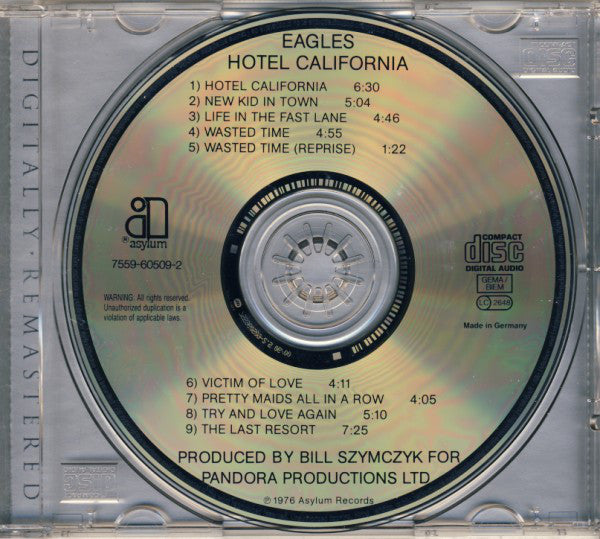 EAGLES
HOTEL CALIFORNIA
1) HOTEL CALIFORNIA 6:30
2) NEW KID IN TOWN 5:04
3) LIFE IN THE FAST LANE 4:46
4) WASTED TIME 4:55
5) WASTED TIME (REPRISE) 1:22
DIGITALLY · REMASTERED
℗ asylum
7559-60509-2
COMPACT
disc
DIGITAL AUDIO
GEMA/
BIEM
LC 2648
WARNING: All rights reserved.
Unauthorized duplication is a
violation of applicable laws.
Made in Germany
6) VICTIM OF LOVE 4:11
7) PRETTY MAIDS ALL IN A ROW 4:05
8) TRY AND LOVE AGAIN 5:10
9) THE LAST RESORT 7:25
PRODUCED BY BILL SZYMCZYK FOR
PANDORA PRODUCTIONS LTD
℗ 1976 Asylum Records